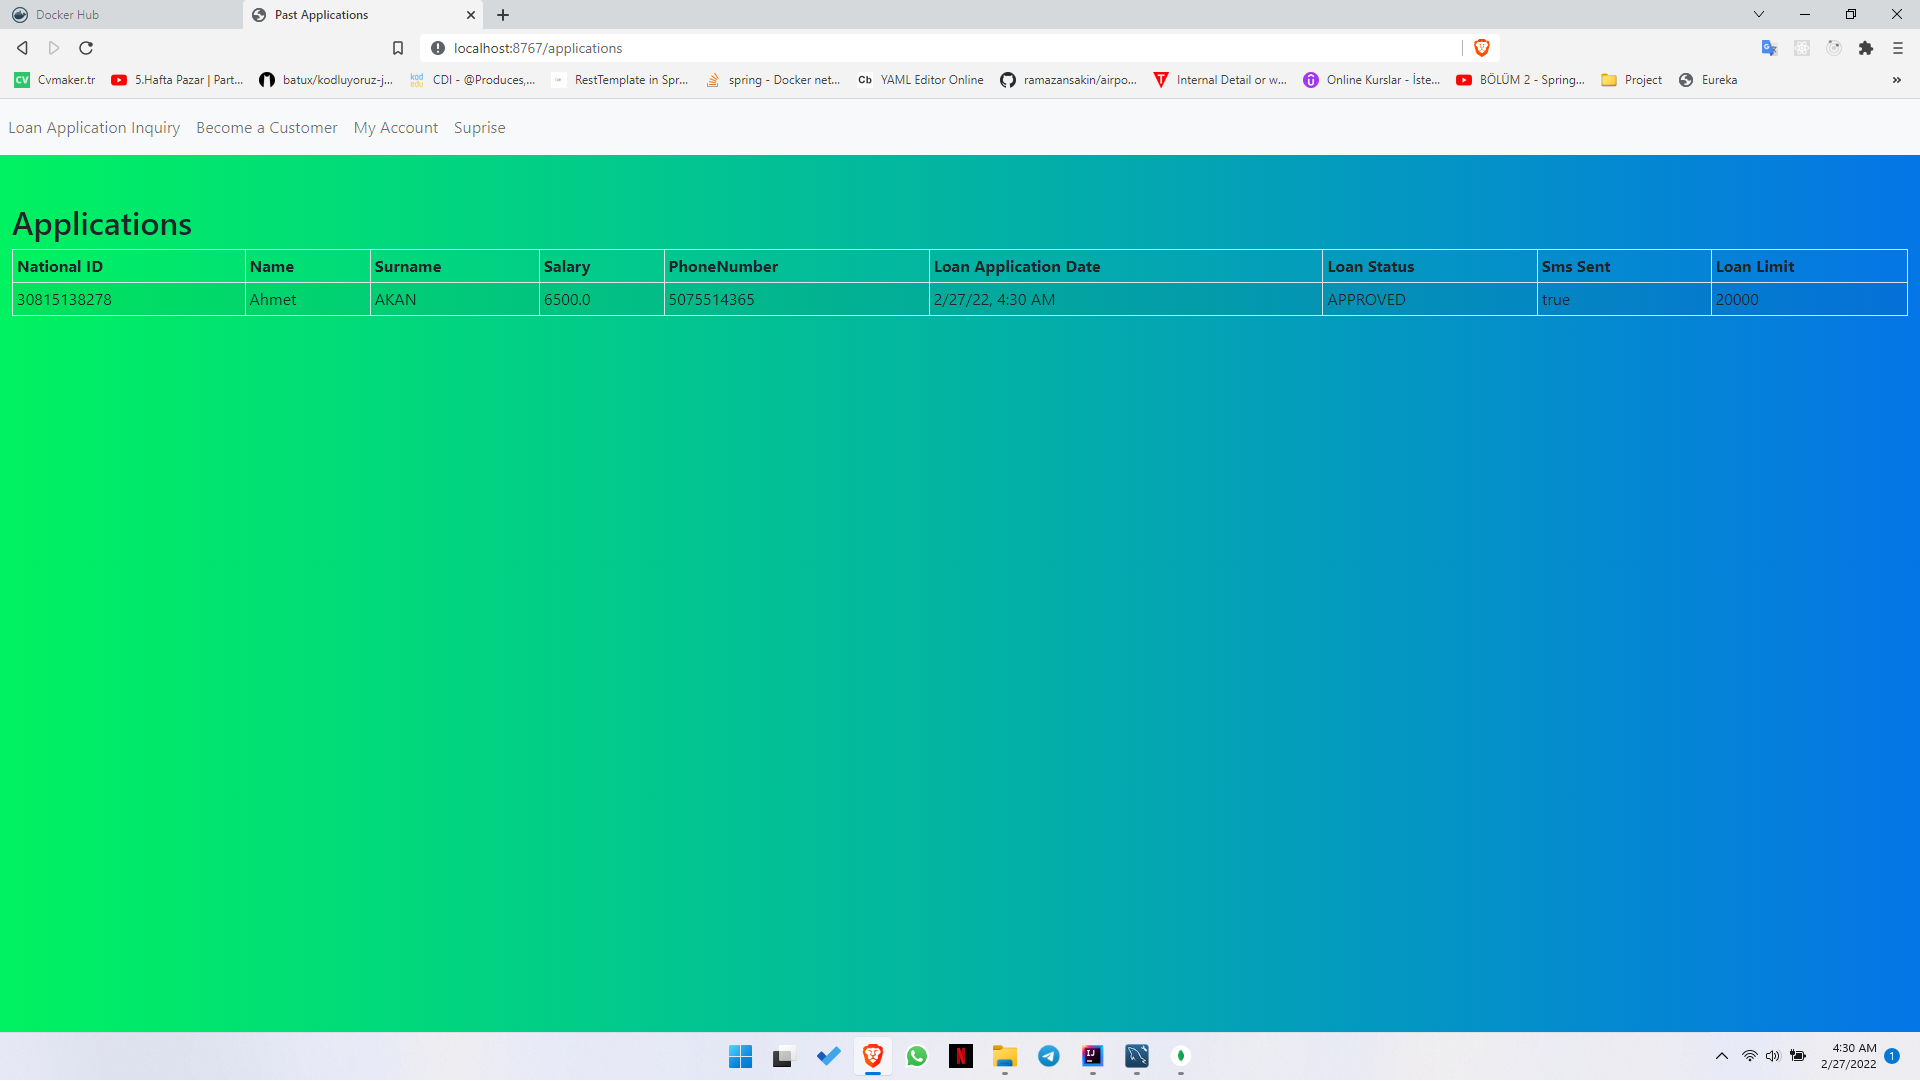 Docker Hub
Past Applications
localhost:8767/applications
CV Cvmaker.tr
5.Hafta Pazar | Part...
batux/kodluyoruz-j...
kod edu CDI - @Produces,...
RestTemplate in Spr...
spring - Docker net...
Cb YAML Editor Online
ramazansakin/airpo...
Internal Detail or w...
Online Kurslar - İste...
BÖLÜM 2 - Spring...
Project
Eureka
»
Loan Application Inquiry Become a Customer My Account Suprise
Applications
National ID Name Surname Salary PhoneNumber Loan Application Date Loan Status Sms Sent Loan Limit
30815138278 Ahmet AKAN 6500.0 5075514365 2/27/22, 4:30 AM APPROVED true 20000
4:30 AM
2/27/2022
1